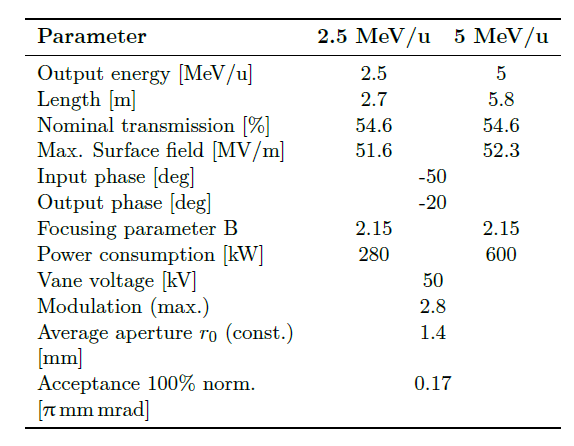 Parameter 2.5 MeV/u 5 MeV/u
Output energy [MeV/u] 2.5 5
Length [m] 2.7 5.8
Nominal transmission [%] 54.6 54.6
Max. Surface field [MV/m] 51.6 52.3
Input phase [deg] -50
Output phase [deg] -20
Focusing parameter B 2.15 2.15
Power consumption [kW] 280 600
Vane voltage [kV] 50
Modulation (max.) 2.8
Average aperture r₀ (const.) 1.4
[mm]
Acceptance 100% norm. 0.17
[π mm mrad]